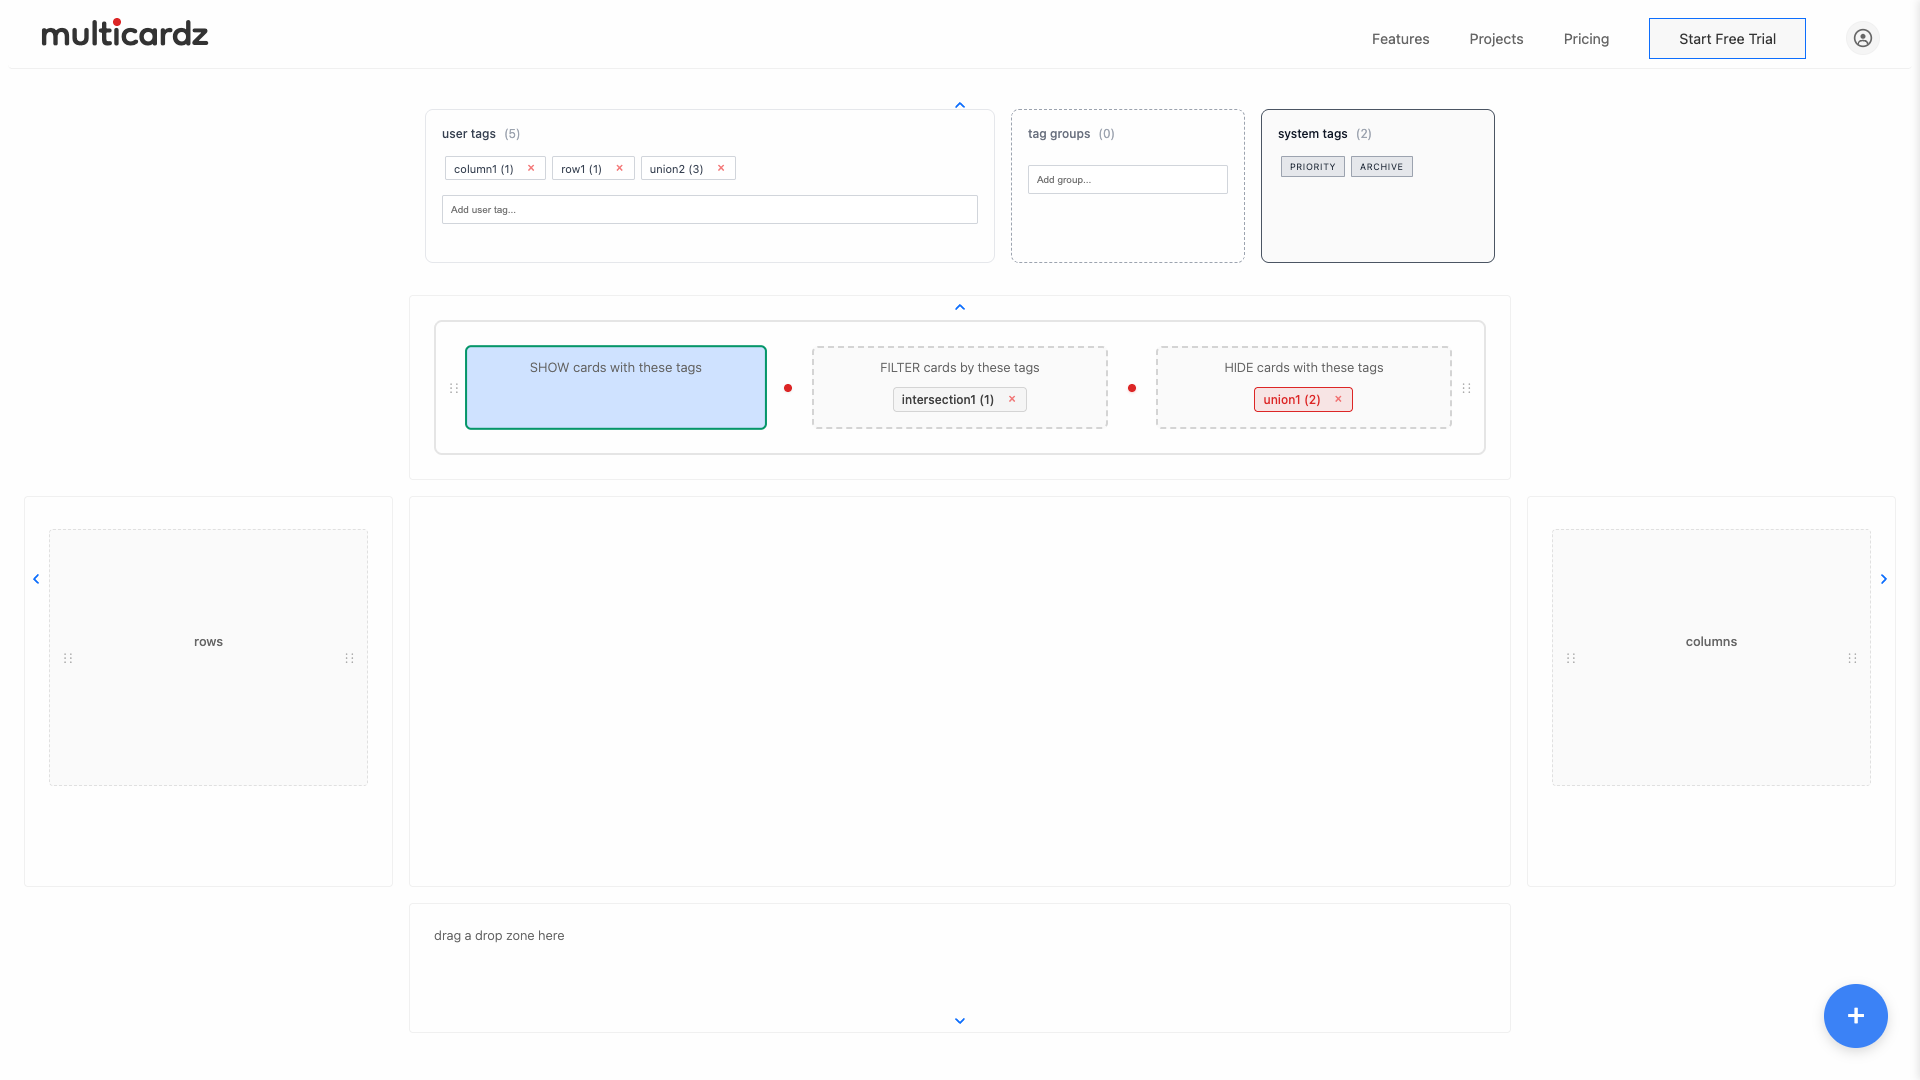 multicardz
Features
Projects
Pricing
Start Free Trial
user tags (5)
column1 (1) ×
row1 (1) ×
union2 (3) ×
Add user tag...
tag groups (0)
Add group...
system tags (2)
PRIORITY
ARCHIVE
SHOW cards with these tags
FILTER cards by these tags
intersection1 (1) ×
HIDE cards with these tags
union1 (2) ×
rows
columns
drag a drop zone here
+